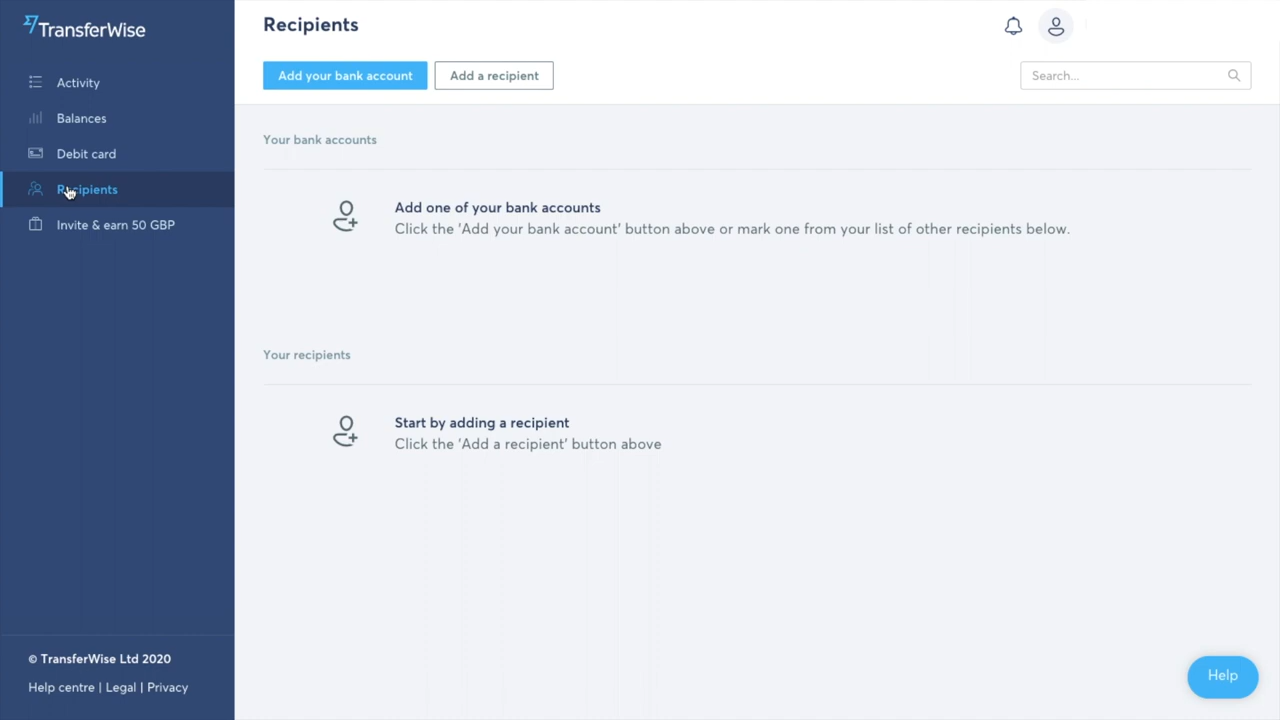 TransferWise
Activity
Balances
Debit card
Recipients
Invite & earn 50 GBP
© TransferWise Ltd 2020
Help centre | Legal | Privacy
Recipients
Add your bank account
Add a recipient
Search...
Your bank accounts
Add one of your bank accounts
Click the 'Add your bank account' button above or mark one from your list of other recipients below.
Your recipients
Start by adding a recipient
Click the 'Add a recipient' button above
Help